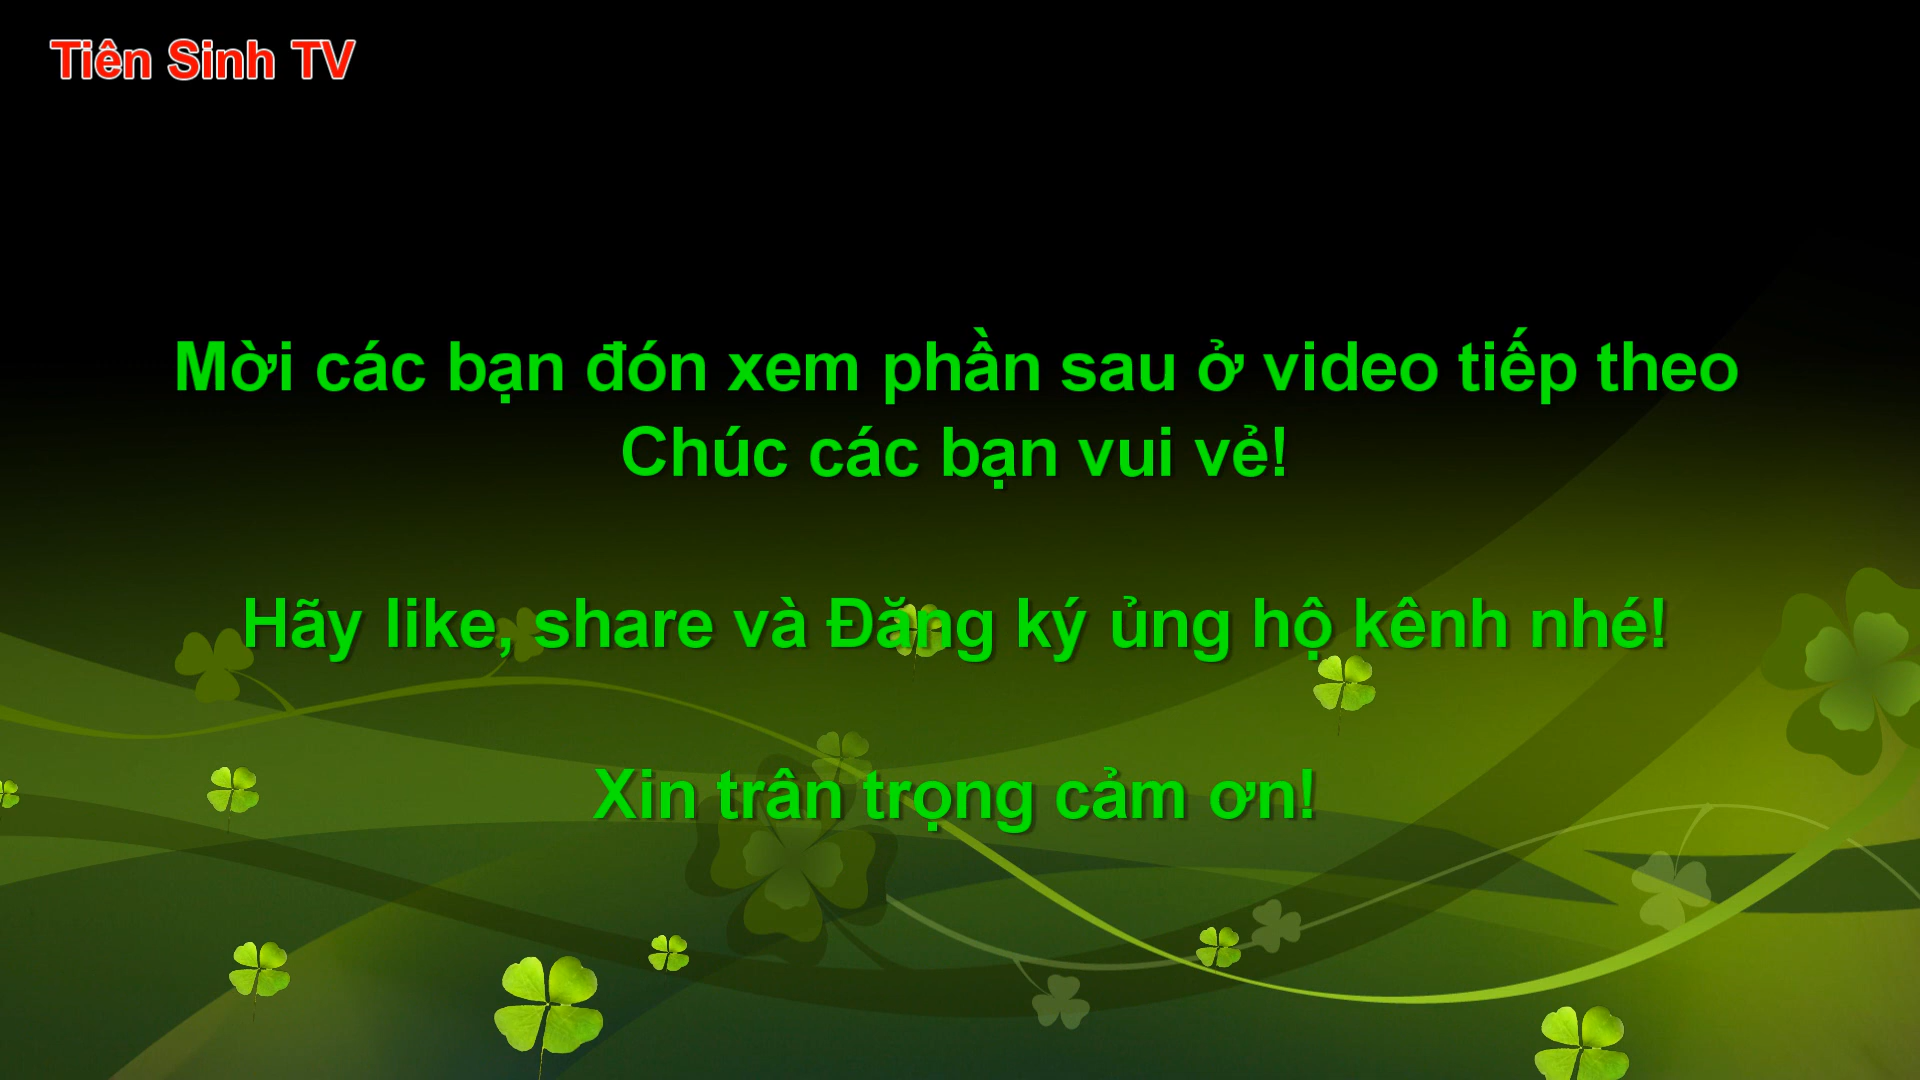 Tiên Sinh TV
Mời các bạn đón xem phần sau ở video tiếp theo
Chúc các bạn vui vẻ!
Hãy like, share và Đăng ký ủng hộ kênh nhé!
Xin trân trọng cảm ơn!